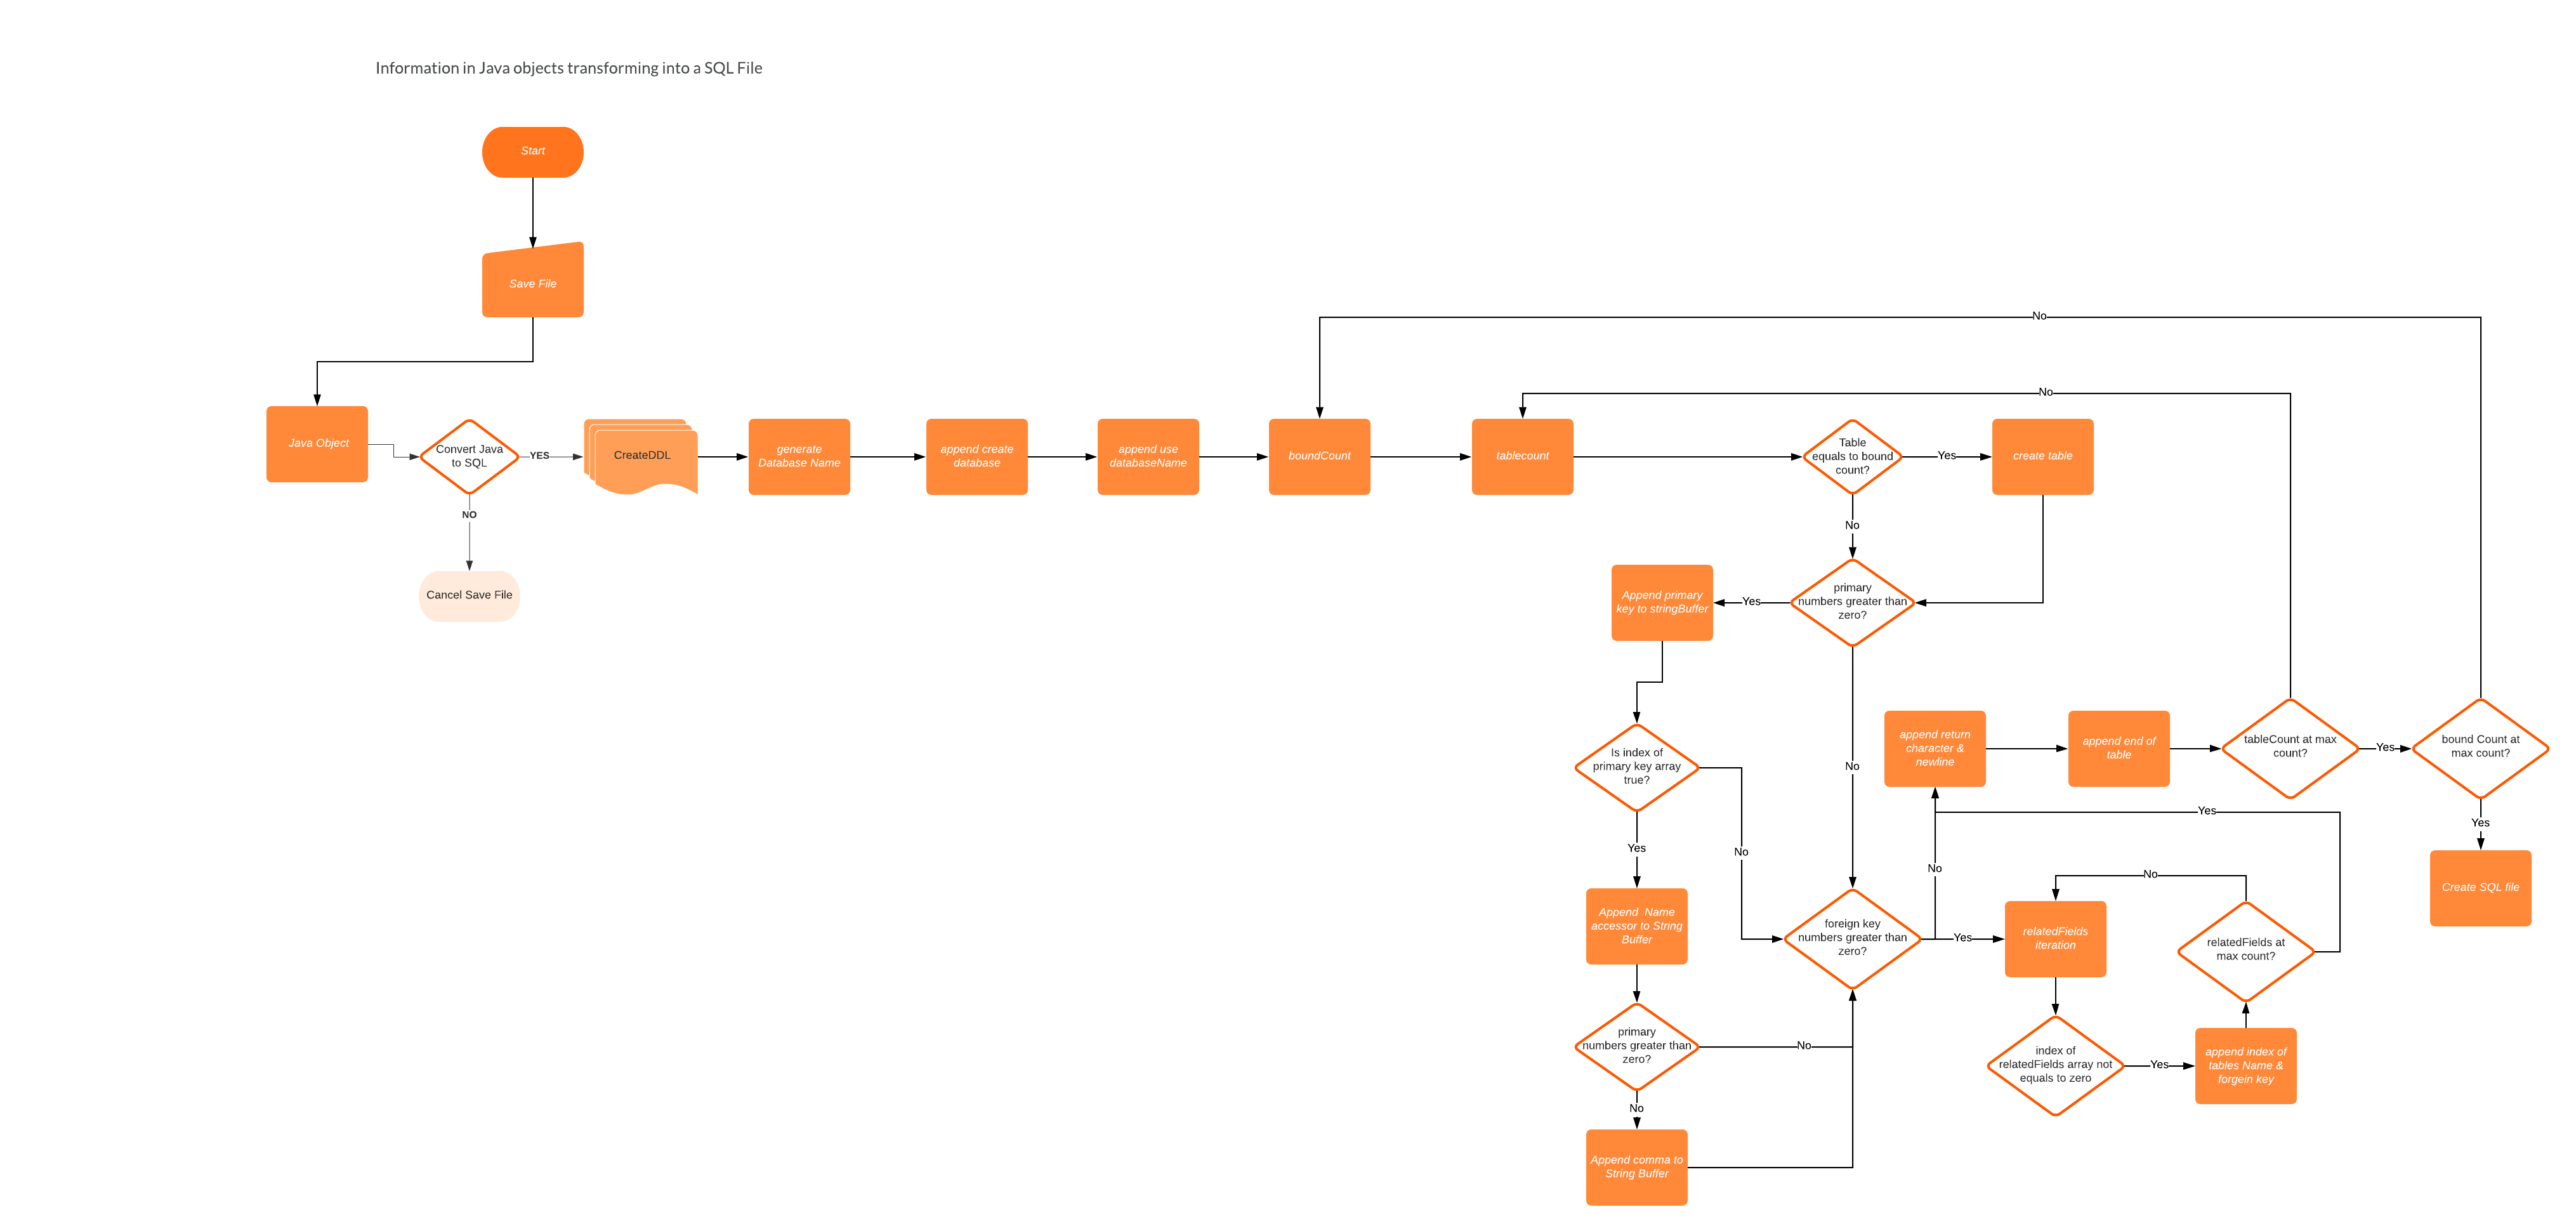 Information in Java objects transforming into a SQL File
Start
Save File
No
No
Java Object
Convert Java
to SQL
YES
CreateDDL
generate
Database Name
append create
database
append use
databaseName
boundCount
tablecount
Table
equals to bound
count?
Yes
create table
NO
No
Cancel Save File
Append primary
key to stringBuffer
Yes
primary
numbers greater than
zero?
Is index of
primary key array
true?
No
append return
character &
newline
append end of
table
tableCount at max
count?
Yes
bound Count at
max count?
Yes
Yes
Yes
No
No
No
Create SQL file
Append  Name
accessor to String
Buffer
foreign key
numbers greater than
zero?
Yes
relatedFields
iteration
relatedFields at
max count?
primary
numbers greater than
zero?
No
index of
relatedFields array not
equals to zero
Yes
append index of
tables Name &
forgein key
No
Append comma to
String Buffer